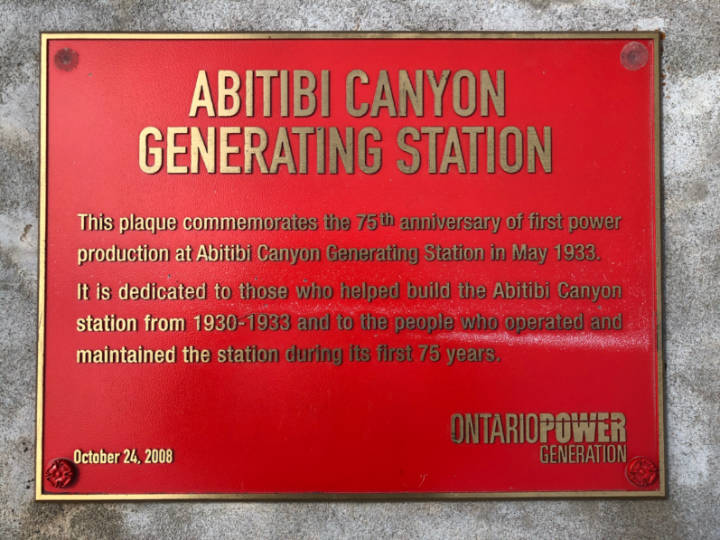 ABITIBI CANYON
GENERATING STATION
This plaque commemorates the 75th anniversary of first power
production at Abitibi Canyon Generating Station in May 1933.
It is dedicated to those who helped build the Abitibi Canyon
station from 1930-1933 and to the people who operated and
maintained the station during its first 75 years.
ONTARIOPOWER
GENERATION
October 24, 2008